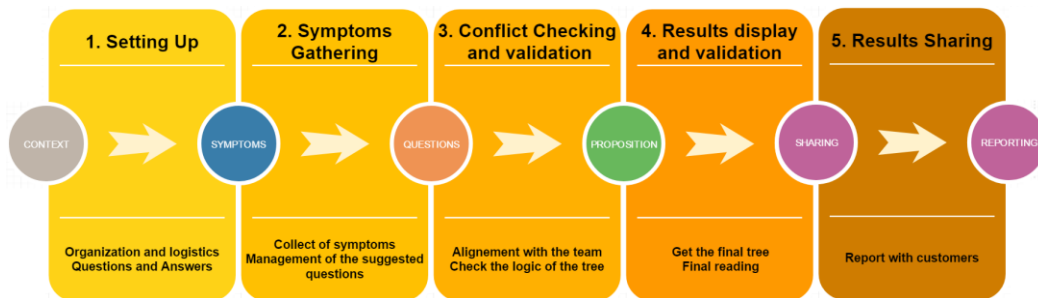 1. Setting Up
2. Symptoms
Gathering
3. Conflict Checking
and validation
4. Results display
and validation
5. Results Sharing
CONTEXT
SYMPTOMS
QUESTIONS
PROPOSITION
SHARING
REPORTING
Organization and logistics
Questions and Answers
Collect of symptoms
Management of the suggested
questions
Alignement with the team
Check the logic of the tree
Get the final tree
Final reading
Report with customers